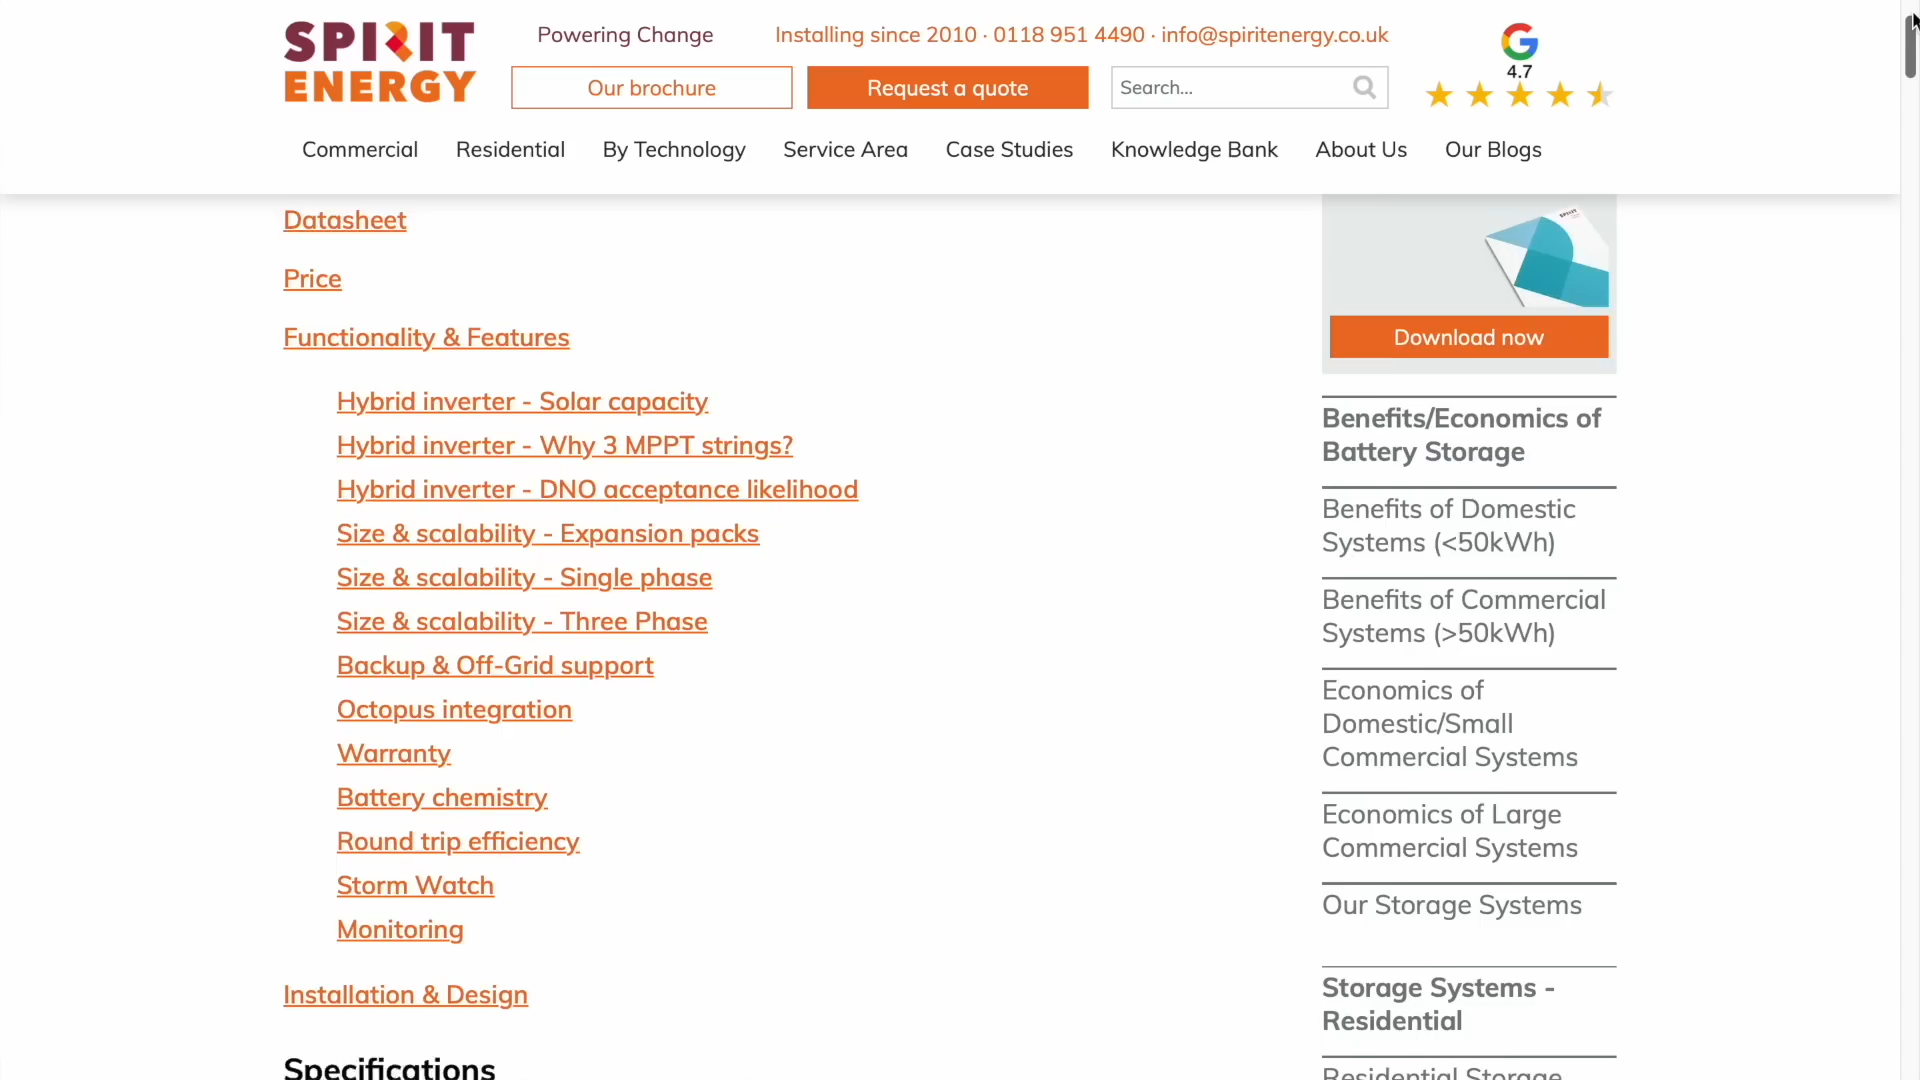 SPIRIT
ENERGY
Powering Change
Installing since 2010 · 0118 951 4490 · info@spiritenergy.co.uk
Our brochure
Request a quote
Search...
4.7
Commercial
Residential
By Technology
Service Area
Case Studies
Knowledge Bank
About Us
Our Blogs
Datasheet
Price
Functionality & Features
Hybrid inverter - Solar capacity
Hybrid inverter - Why 3 MPPT strings?
Hybrid inverter - DNO acceptance likelihood
Size & scalability - Expansion packs
Size & scalability - Single phase
Size & scalability - Three Phase
Backup & Off-Grid support
Octopus integration
Warranty
Battery chemistry
Round trip efficiency
Storm Watch
Monitoring
Installation & Design
Specifications
SPIRIT
Download now
Benefits/Economics of
Battery Storage
Benefits of Domestic
Systems (<50kWh)
Benefits of Commercial
Systems (>50kWh)
Economics of
Domestic/Small
Commercial Systems
Economics of Large
Commercial Systems
Our Storage Systems
Storage Systems -
Residential
Residential Storage